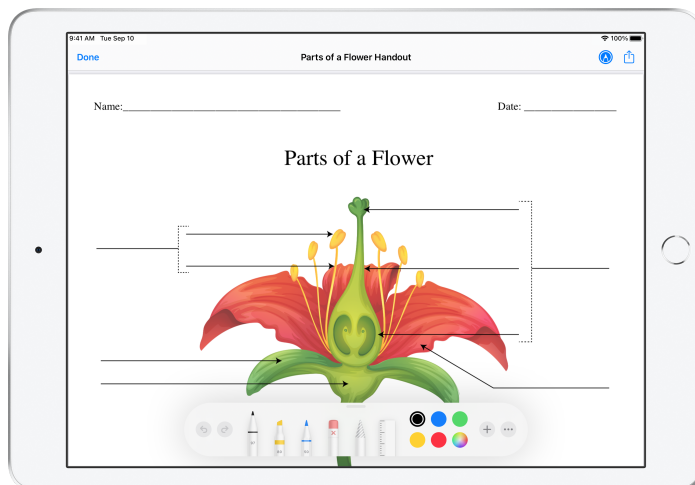 9:41 AM Tue Sep 10 100%
Done Parts of a Flower Handout
Name: Date:
Parts of a Flower